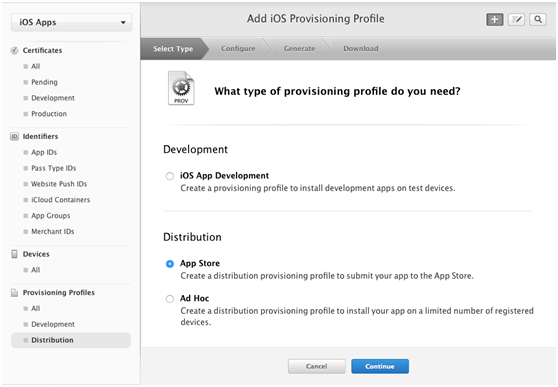 iOS Apps
Add iOS Provisioning Profile
Select Type
Configure
Generate
Download
Certificates
All
Pending
Development
Production
ID
Identifiers
App IDs
Pass Type IDs
Website Push IDs
iCloud Containers
App Groups
Merchant IDs
Devices
All
Provisioning Profiles
All
Development
Distribution
PROV
What type of provisioning profile do you need?
Development
iOS App Development
Create a provisioning profile to install development apps on test devices.
Distribution
App Store
Create a distribution provisioning profile to submit your app to the App Store.
Ad Hoc
Create a distribution provisioning profile to install your app on a limited number of registered
devices.
Cancel
Continue